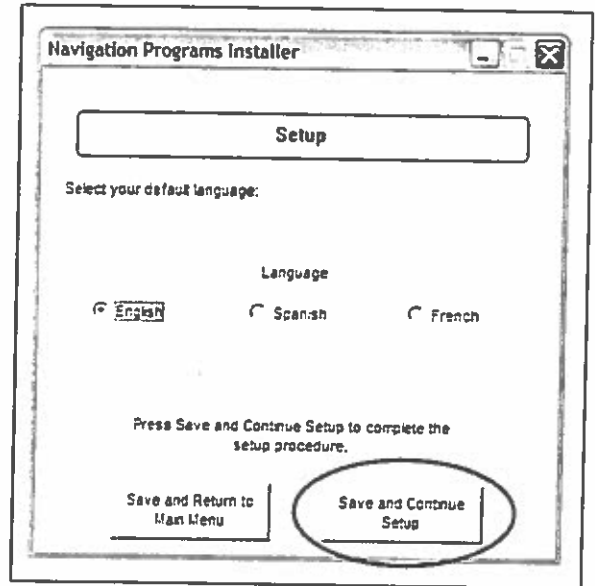 Navigation Programs Installer
Setup
Select your default language:
Language
English Spanish French
Press Save and Continue Setup to complete the
setup procedure.
Save and Return to
Main Menu
Save and Continue
Setup